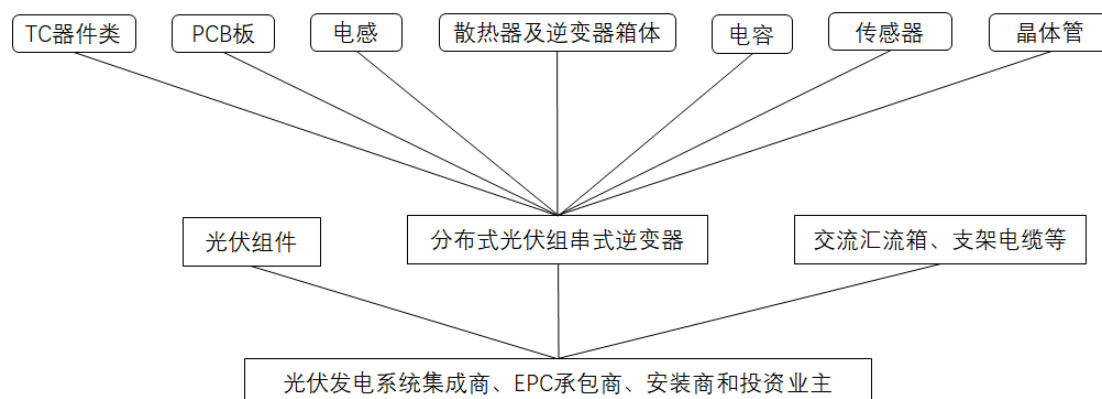 TC器件类
PCB板
电感
散热器及逆变器箱体
电容
传感器
晶体管
光伏组件
分布式光伏组串式逆变器
交流汇流箱、支架电缆等
光伏发电系统集成商、EPC承包商、安装商和投资业主